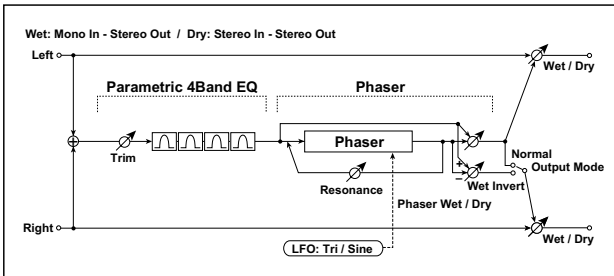 Wet: Mono In - Stereo Out / Dry: Stereo In - Stereo Out
Left
Wet / Dry
Parametric 4Band EQ
Phaser
Phaser
Trim
Resonance
+
–
Wet Invert
Normal
Output Mode
Phaser Wet / Dry
Right
LFO: Tri / Sine
Wet / Dry